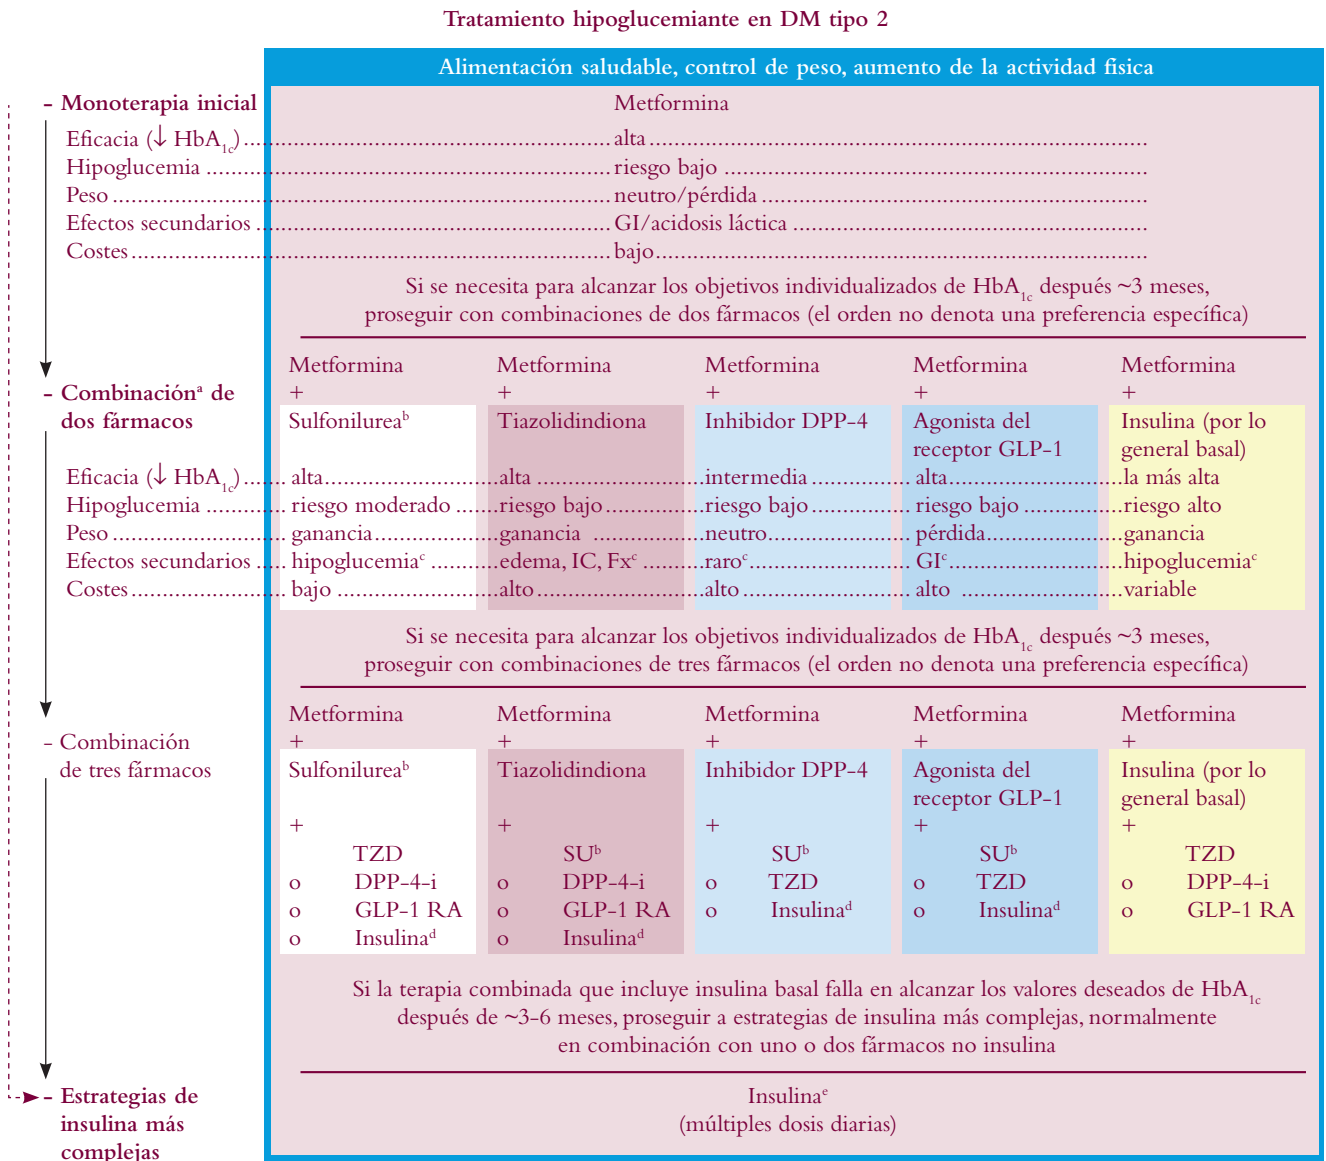 Tratamiento hipoglucemiante en DM tipo 2
Alimentación saludable, control de peso, aumento de la actividad física
- Monoterapia inicial Metformina
Eficacia (↓ HbA1c) ... alta ...
Hipoglucemia ... riesgo bajo ...
Peso ... neutro/pérdida ...
Efectos secundarios ... GI/acidosis láctica ...
Costes ... bajo ...
Si se necesita para alcanzar los objetivos individualizados de HbA1c después ~3 meses,
proseguir con combinaciones de dos fármacos (el orden no denota una preferencia específica)
Metformina Metformina Metformina Metformina Metformina
- Combinaciónᵃ de + + + + +
dos fármacos Sulfonilureaᵇ Tiazolidindiona Inhibidor DPP-4 Agonista del Insulina (por lo
receptor GLP-1 general basal)
Eficacia (↓ HbA1c) ... alta ... alta ... intermedia ... alta ... la más alta
Hipoglucemia ... riesgo moderado ... riesgo bajo ... riesgo bajo ... riesgo bajo ... riesgo alto
Peso ... ganancia ... ganancia ... neutro ... pérdida ... ganancia
Efectos secundarios ... hipoglucemiaᶜ ... edema, IC, Fxᶜ ... raroᶜ ... GIᶜ ... hipoglucemiaᶜ
Costes ... bajo ... alto ... alto ... alto ... variable
Si se necesita para alcanzar los objetivos individualizados de HbA1c después ~3 meses,
proseguir con combinaciones de tres fármacos (el orden no denota una preferencia específica)
Metformina Metformina Metformina Metformina Metformina
- Combinación + + + + +
de tres fármacos Sulfonilureaᵇ Tiazolidindiona Inhibidor DPP-4 Agonista del Insulina (por lo
receptor GLP-1 general basal)
+ + + + +
TZD SUᵇ SUᵇ SUᵇ TZD
o DPP-4-i o DPP-4-i o TZD o TZD o DPP-4-i
o GLP-1 RA o GLP-1 RA o Insulinaᵈ o Insulinaᵈ o GLP-1 RA
o Insulinaᵈ o Insulinaᵈ
Si la terapia combinada que incluye insulina basal falla en alcanzar los valores deseados de HbA1c
después de ~3-6 meses, proseguir a estrategias de insulina más complejas, normalmente
en combinación con uno o dos fármacos no insulina
- Estrategias de Insulinaᵉ
insulina más (múltiples dosis diarias)
complejas